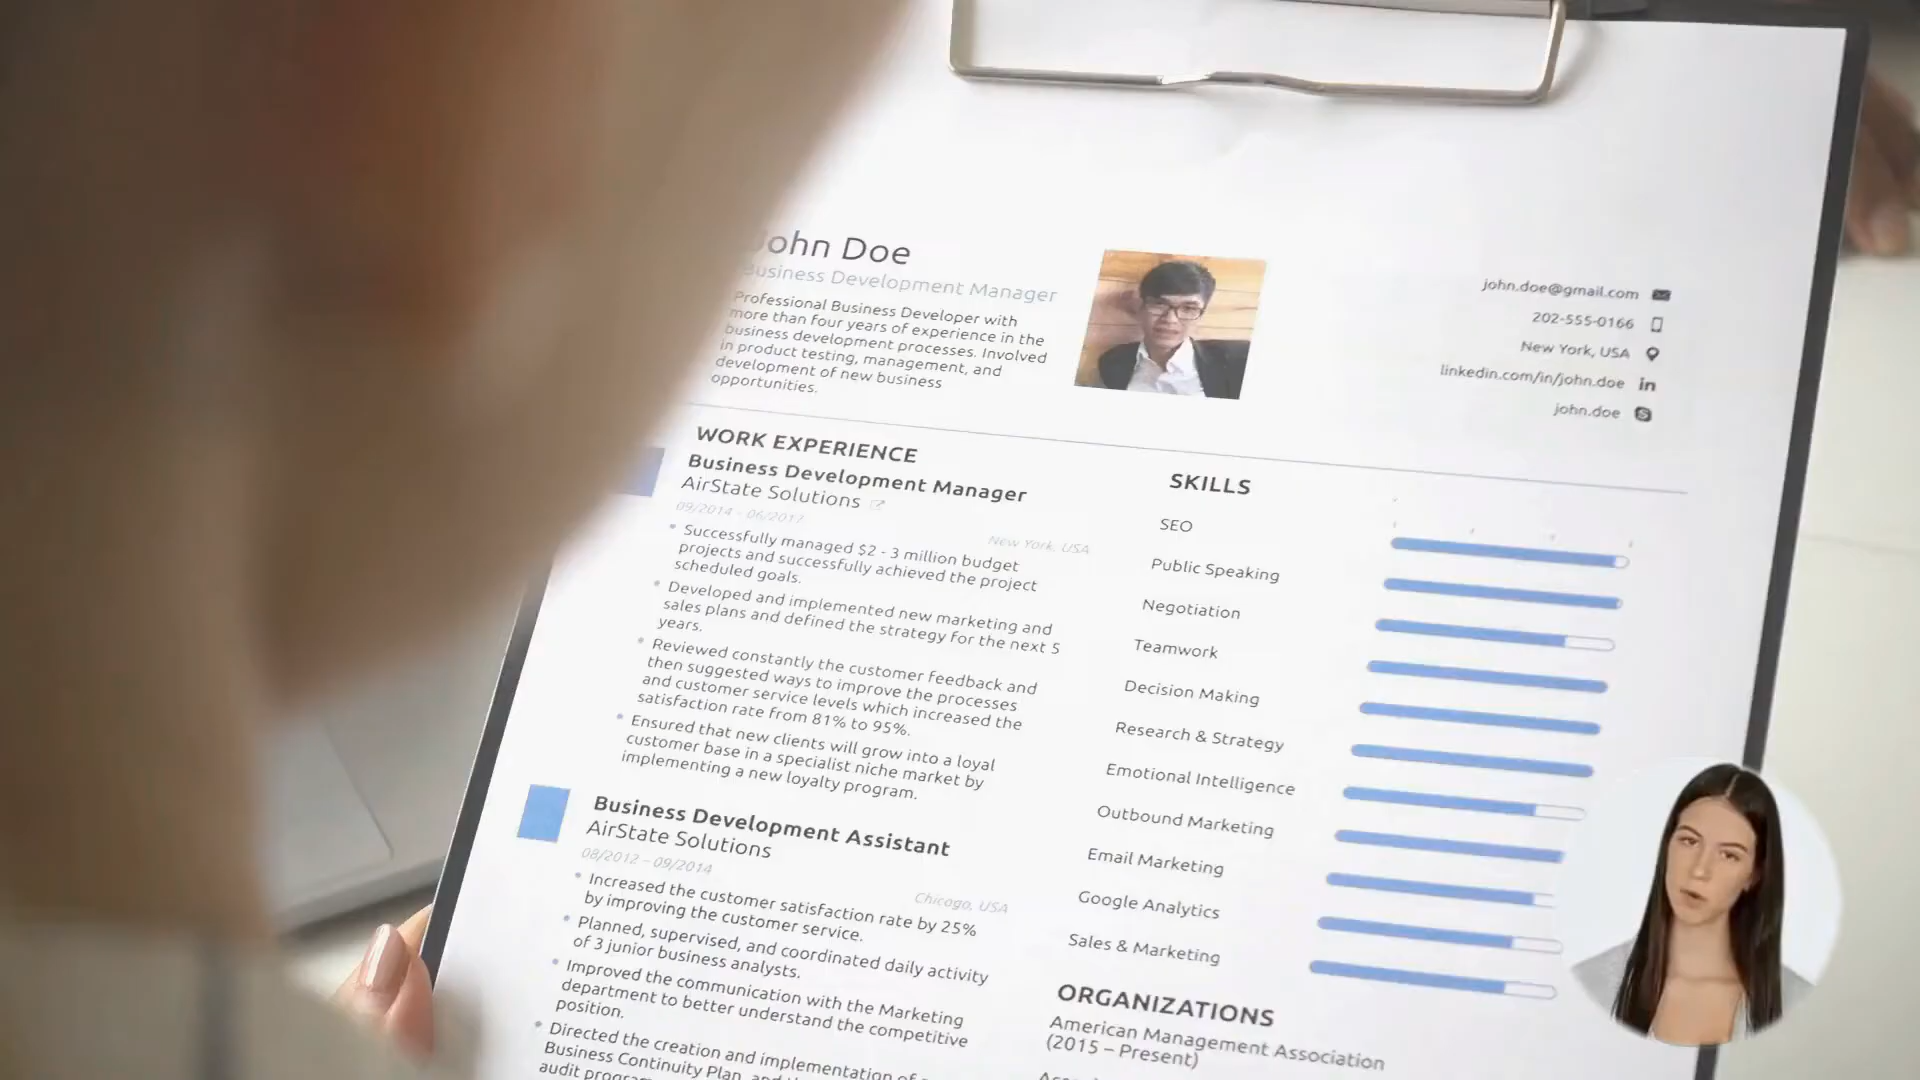 John Doe
Business Development Manager
Professional Business Developer with
more than four years of experience in the
business development processes. Involved
in product testing, management, and
development of new business
opportunities.
john.doe@gmail.com
202-555-0166
New York, USA
linkedin.com/in/john.doe
john.doe
WORK EXPERIENCE
Business Development Manager
AirState Solutions
09/2014 - 06/2017
New York, USA
Successfully managed $2 - 3 million budget
projects and successfully achieved the project
scheduled goals.
Developed and implemented new marketing and
sales plans and defined the strategy for the next 5
years.
Reviewed constantly the customer feedback and
then suggested ways to improve the processes
and customer service levels which increased the
satisfaction rate from 81% to 95%.
Ensured that new clients will grow into a loyal
customer base in a specialist niche market by
implementing a new loyalty program.
Business Development Assistant
AirState Solutions
08/2012 - 09/2014
Chicago, USA
Increased the customer satisfaction rate by 25%
by improving the customer service.
Planned, supervised, and coordinated daily activity
of 3 junior business analysts.
Improved the communication with the Marketing
department to better understand the competitive
position.
Directed the creation and implementation of
Business Continuity Plan, and
audit
SKILLS
SEO
Public Speaking
Negotiation
Teamwork
Decision Making
Research & Strategy
Emotional Intelligence
Outbound Marketing
Email Marketing
Google Analytics
Sales & Marketing
ORGANIZATIONS
American Management Association
(2015 – Present)